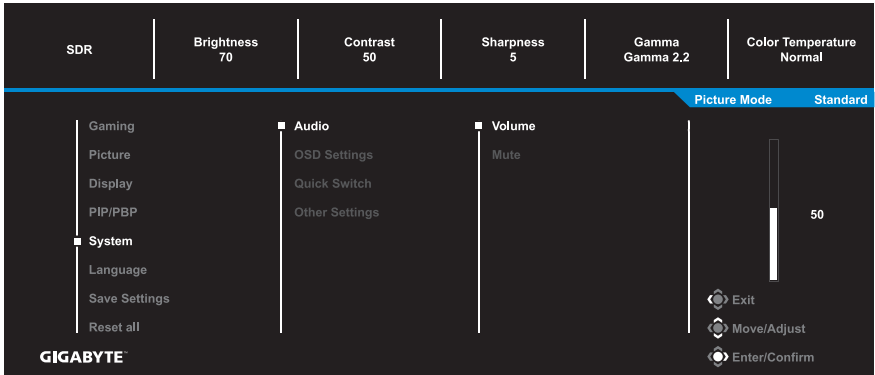 SDR
Brightness
70
Contrast
50
Sharpness
5
Gamma
Gamma 2.2
Color Temperature
Normal
Picture Mode Standard
Gaming
Picture
Display
PIP/PBP
System
Language
Save Settings
Reset all
Audio
OSD Settings
Quick Switch
Other Settings
Volume
Mute
50
Exit
Move/Adjust
Enter/Confirm
GIGABYTE™